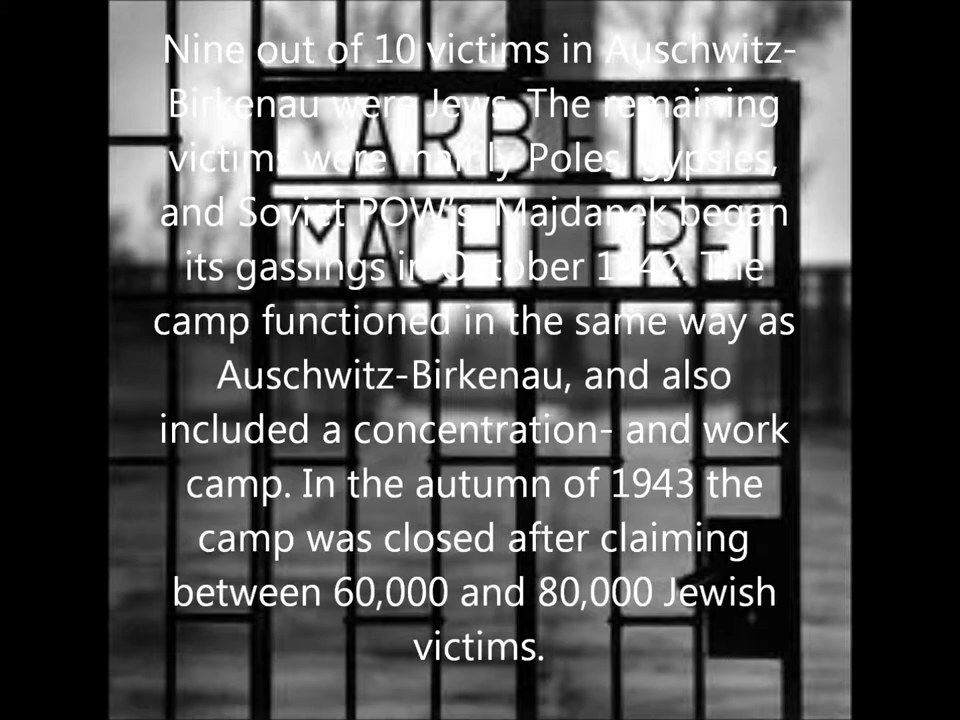 Nine out of 10 victims in Auschwitz-
Birkenau were Jews. The remaining
victims were mainly Poles, gypsies,
and Soviet POW's. Majdanek began
its gassings in October 1942. The
camp functioned in the same way as
Auschwitz-Birkenau, and also
included a concentration- and work
camp. In the autumn of 1943 the
camp was closed after claiming
between 60,000 and 80,000 Jewish
victims.
ARBEIT
MACHT FREI